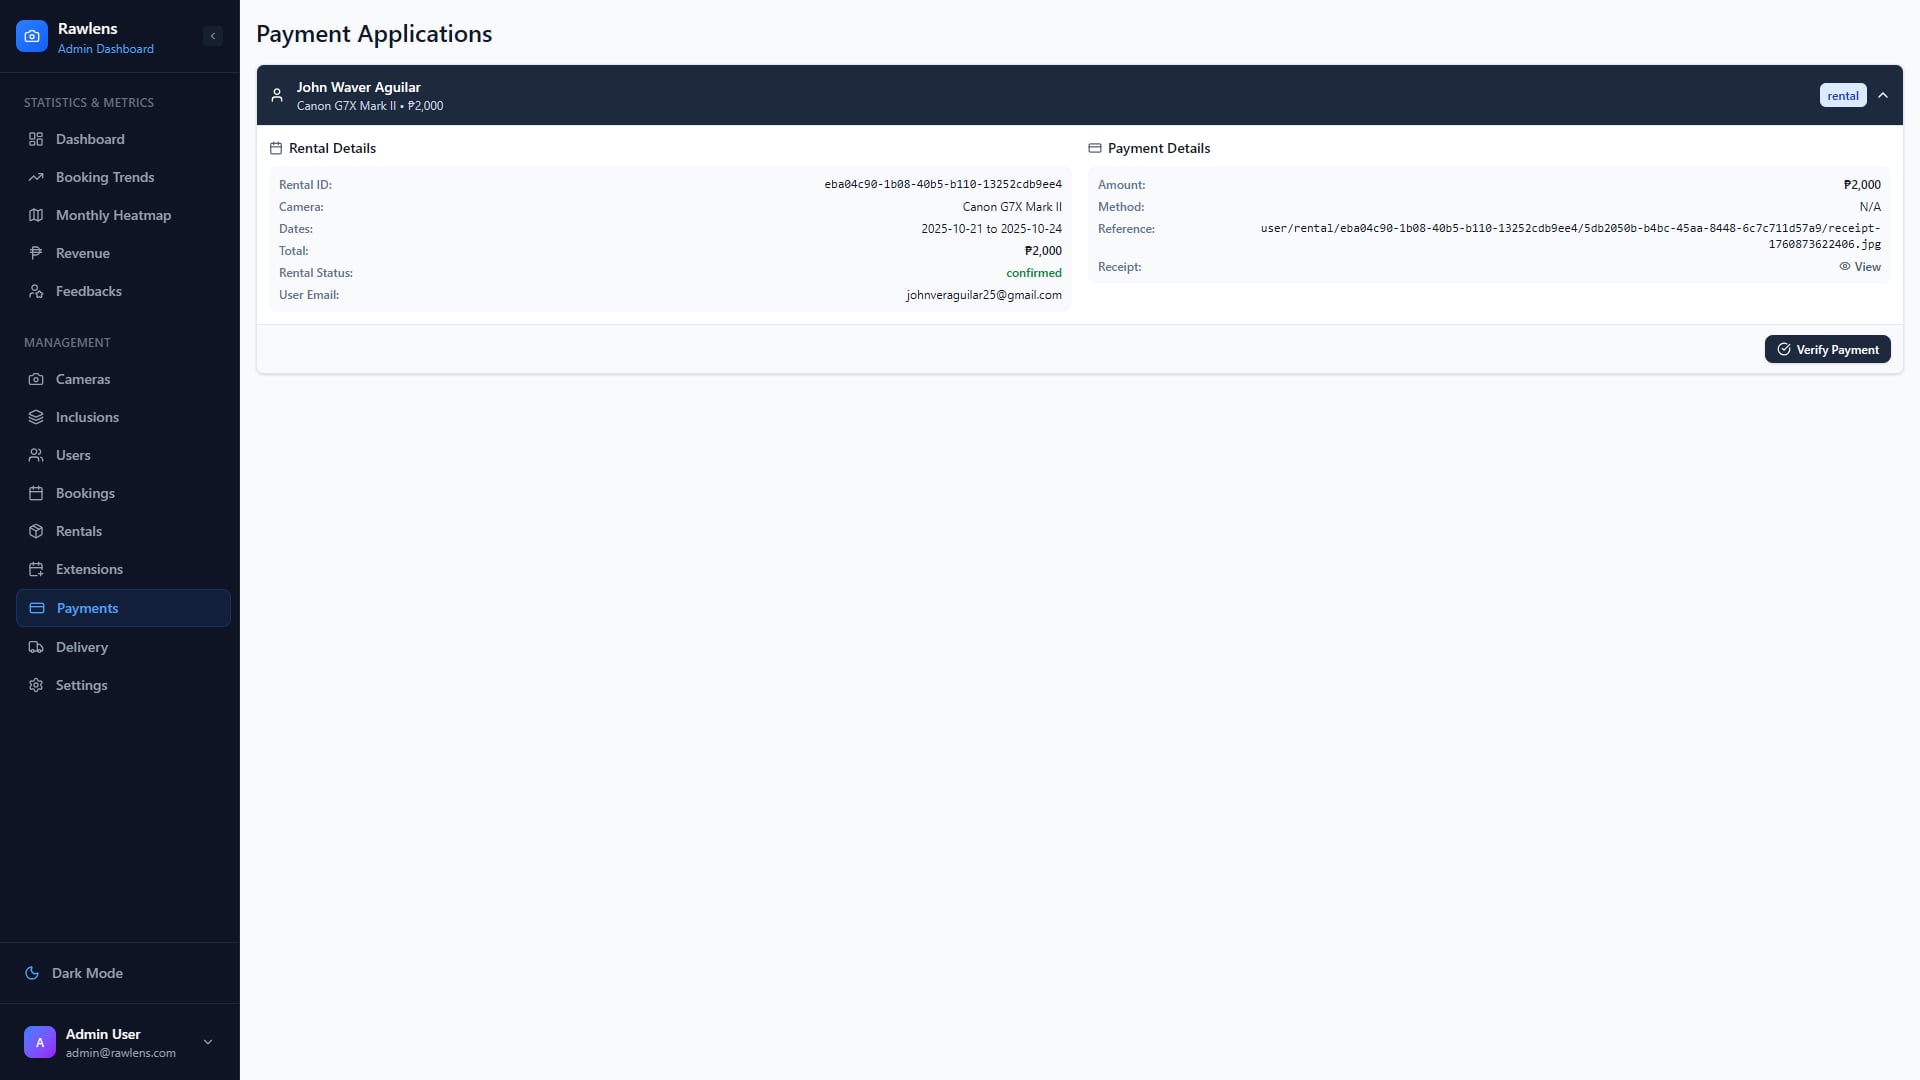 Rawlens
Admin Dashboard
STATISTICS & METRICS
Dashboard
Booking Trends
Monthly Heatmap
Revenue
Feedbacks
MANAGEMENT
Cameras
Inclusions
Users
Bookings
Rentals
Extensions
Payments
Delivery
Settings
Dark Mode
A
Admin User
admin@rawlens.com
Payment Applications
John Waver Aguilar
Canon G7X Mark II • ₱2,000
rental
Rental Details
Rental ID: eba04c90-1b08-40b5-b110-13252cdb9ee4
Camera: Canon G7X Mark II
Dates: 2025-10-21 to 2025-10-24
Total: ₱2,000
Rental Status: confirmed
User Email: johnveraguilar25@gmail.com
Payment Details
Amount: ₱2,000
Method: N/A
Reference: user/rental/eba04c90-1b08-40b5-b110-13252cdb9ee4/5db2050b-b4bc-45aa-8448-6c7c711d57a9/receipt-
1760873622406.jpg
Receipt: View
Verify Payment